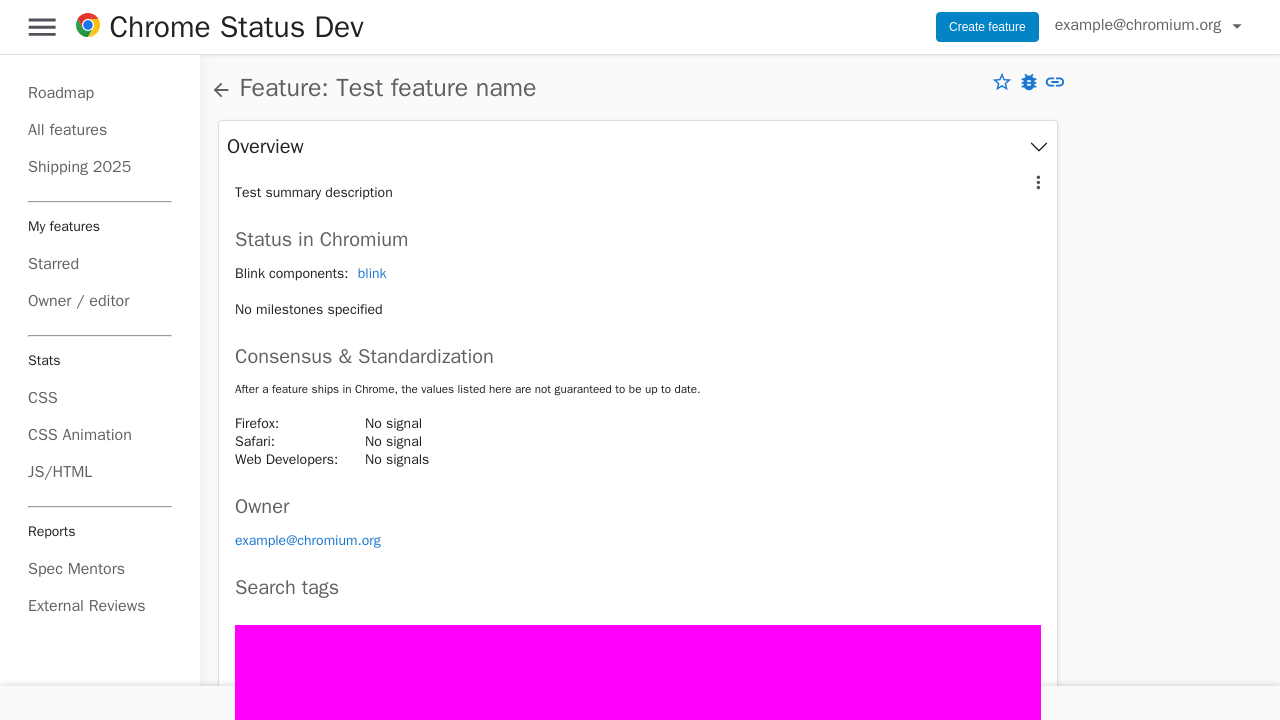 Chrome Status Dev
Create feature
example@chromium.org
Roadmap
All features
Shipping 2025
My features
Starred
Owner / editor
Stats
CSS
CSS Animation
JS/HTML
Reports
Spec Mentors
External Reviews
Feature: Test feature name
Overview
Test summary description
Status in Chromium
Blink components: blink
No milestones specified
Consensus & Standardization
After a feature ships in Chrome, the values listed here are not guaranteed to be up to date.
Firefox: No signal
Safari: No signal
Web Developers: No signals
Owner
example@chromium.org
Search tags